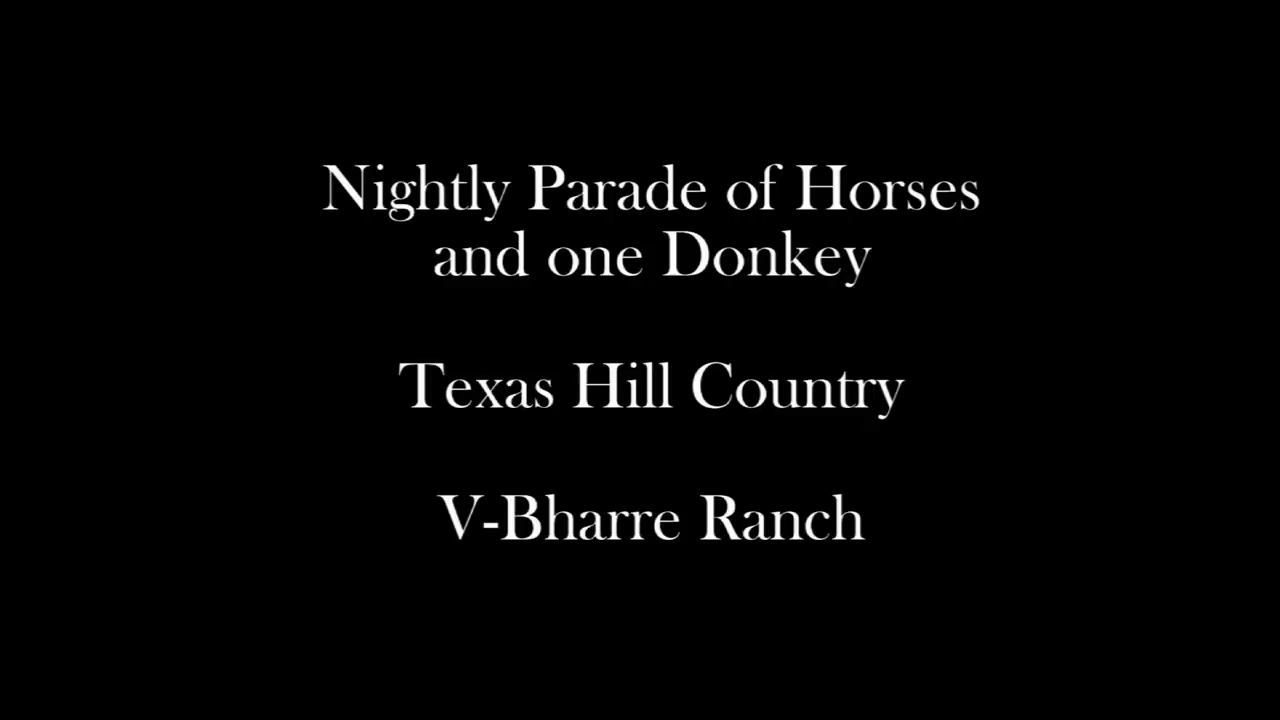 Nightly Parade of Horses
and one Donkey
Texas Hill Country
V-Bharre Ranch